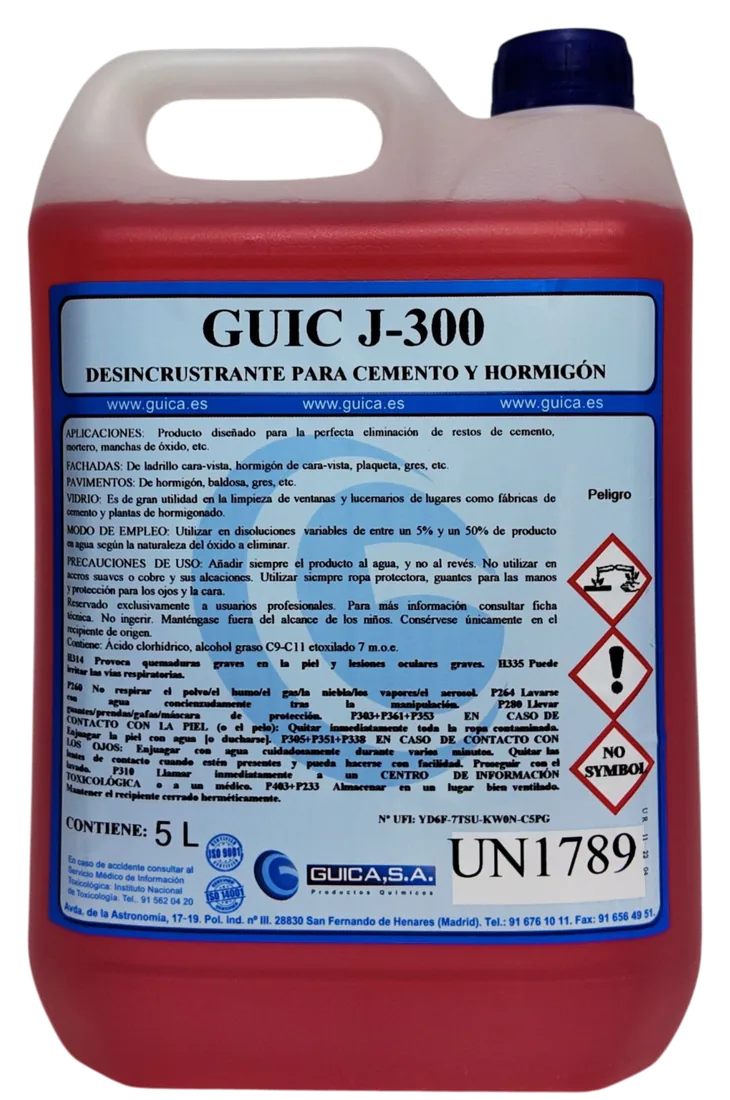 GUIC J-300
DESINCRUSTRANTE PARA CEMENTO Y HORMIGÓN
www.guica.es www.guica.es www.guica.es
APLICACIONES: Producto diseñado para la perfecta eliminación de restos de cemento,
mortero, manchas de óxido, etc.
FACHADAS: De ladrillo cara-vista, hormigón de cara-vista, plaqueta, gres, etc.
PAVIMENTOS: De hormigón, baldosa, gres, etc.
VIDRIO: Es de gran utilidad en la limpieza de ventanas y lucernarios de lugares como fábricas de
cemento y plantas de hormigonado.
MODO DE EMPLEO: Utilizar en disoluciones variables de entre un 5% y un 50% de producto
en agua según la naturaleza del óxido a eliminar.
PRECAUCIONES DE USO: Añadir siempre el producto al agua, y no al revés. No utilizar en
aceros suaves o cobre y sus aleaciones. Utilizar siempre ropa protectora, guantes para las manos
y protección para los ojos y la cara.
Reservado exclusivamente a usuarios profesionales. Para más información consultar ficha
técnica. No ingerir. Manténgase fuera del alcance de los niños. Consérvese únicamente en el
recipiente de origen.
Contiene: Ácido clorhídrico, alcohol graso C9-C11 etoxilado 7 m.o.e.
H314 Provoca quemaduras graves en la piel y lesiones oculares graves. H335 Puede
irritar las vías respiratorias.
P260 No respirar el polvo/el humo/el gas/la niebla/los vapores/el aerosol. P264 Lavarse
con agua concienzudamente tras la manipulación. P280 Llevar
guantes/prendas/gafas/máscara de protección. P303+P361+P353 EN CASO DE
CONTACTO CON LA PIEL (o el pelo): Quitar inmediatamente toda la ropa contaminada.
Enjuagar la piel con agua [o ducharse]. P305+P351+P338 EN CASO DE CONTACTO CON
LOS OJOS: Enjuagar con agua cuidadosamente durante varios minutos. Quitar las
lentes de contacto cuando estén presentes y pueda hacerse con facilidad. Proseguir con el
lavado. P310 Llamar inmediatamente a un CENTRO DE INFORMACIÓN
TOXICOLÓGICA o a un médico. P403+P233 Almacenar en un lugar bien ventilado.
Mantener el recipiente cerrado herméticamente.
Peligro
NO
SYMBOL
Nº UFI: YD6F-7TSU-KW0N-C5PG
CONTIENE: 5 L
ISO 9001
ISO 14001
GUICA, S.A.
Productos Químicos
UN1789
En caso de accidente consultar al
Servicio Médico de Información
Toxicológica: Instituto Nacional
de Toxicología. Tel.. 91 562 04 20
Avda. de la Astronomía, 17-19. Pol. Ind. nº III. 28830 San Fernando de Henares (Madrid). Tel.: 91 676 10 11. Fax: 91 656 49 51.